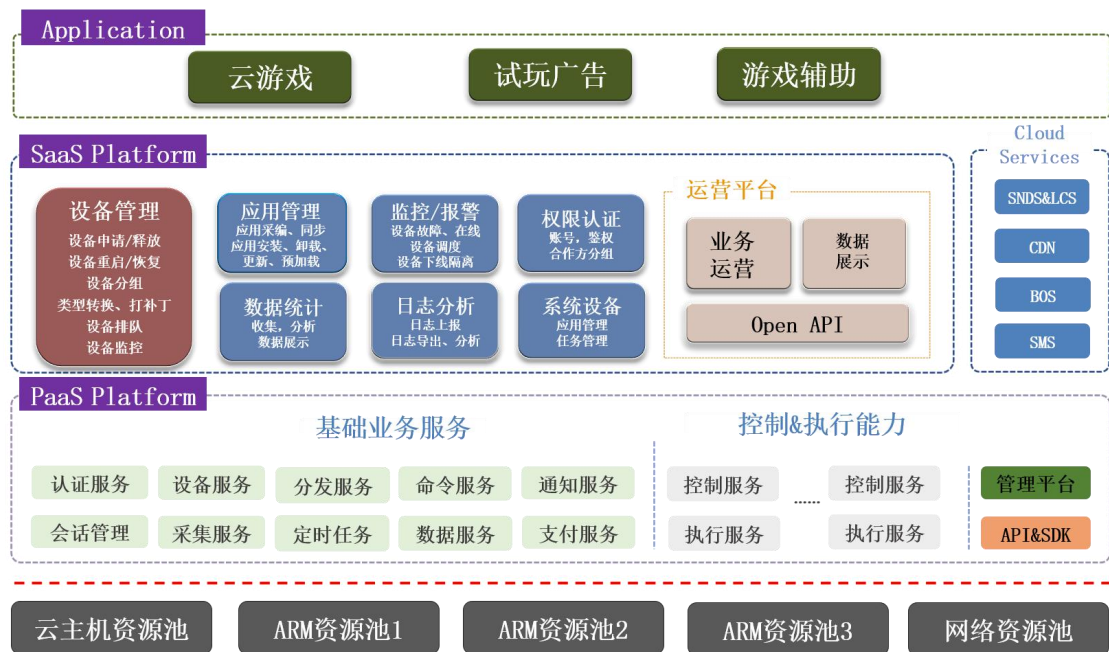 Application
云游戏
试玩广告
游戏辅助
SaaS Platform
设备管理
设备申请/释放
设备重启/恢复
设备分组
类型转换、打补丁
设备排队
设备监控
应用管理
应用采编、同步
应用安装、卸载、
更新、预加载
监控/报警
设备故障、在线
设备调度
设备下线隔离
权限认证
账号，鉴权
合作方分组
数据统计
收集，分析
数据展示
日志分析
日志上报
日志导出、分析
系统设备
应用管理
任务管理
运营平台
业务
运营
数据
展示
Open API
Cloud
Services
SNDS&LCS
CDN
BOS
SMS
PaaS Platform
基础业务服务
控制&执行能力
认证服务
设备服务
分发服务
命令服务
通知服务
控制服务
......
控制服务
管理平台
会话管理
采集服务
定时任务
数据服务
支付服务
执行服务
执行服务
API&SDK
云主机资源池
ARM资源池1
ARM资源池2
ARM资源池3
网络资源池